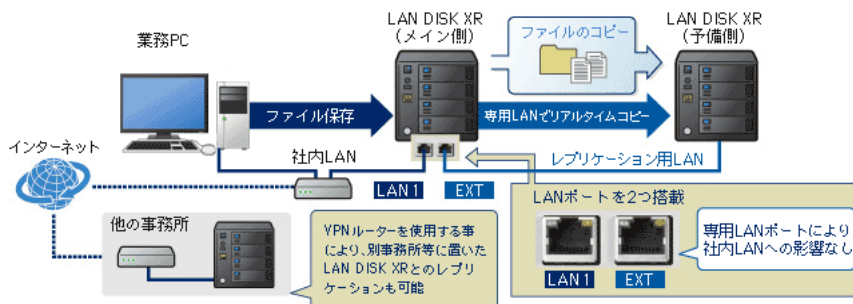 業務PC
LAN DISK XR
(メイン側)
ファイルのコピー
LAN DISK XR
(予備側)
ファイル保存
専用LANでリアルタイムコピー
インターネット
社内LAN
LAN1
EXT
レプリケーション用LAN
他の事務所
VPNルーターを使用する事
により、別事務所等に置いた
LAN DISK XRとのレプリ
ケーションも可能
LANポートを2つ搭載
LAN1
EXT
専用LANポートにより
社内LANへの影響なし